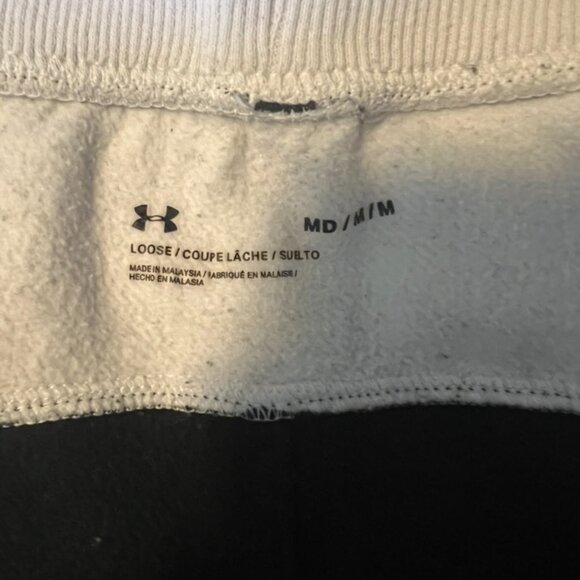 MD / M / M
LOOSE / COUPE LÂCHE / SUELTO
MADE IN MALAYSIA / FABRIQUÉ EN MALAISIE /
HECHO EN MALASIA